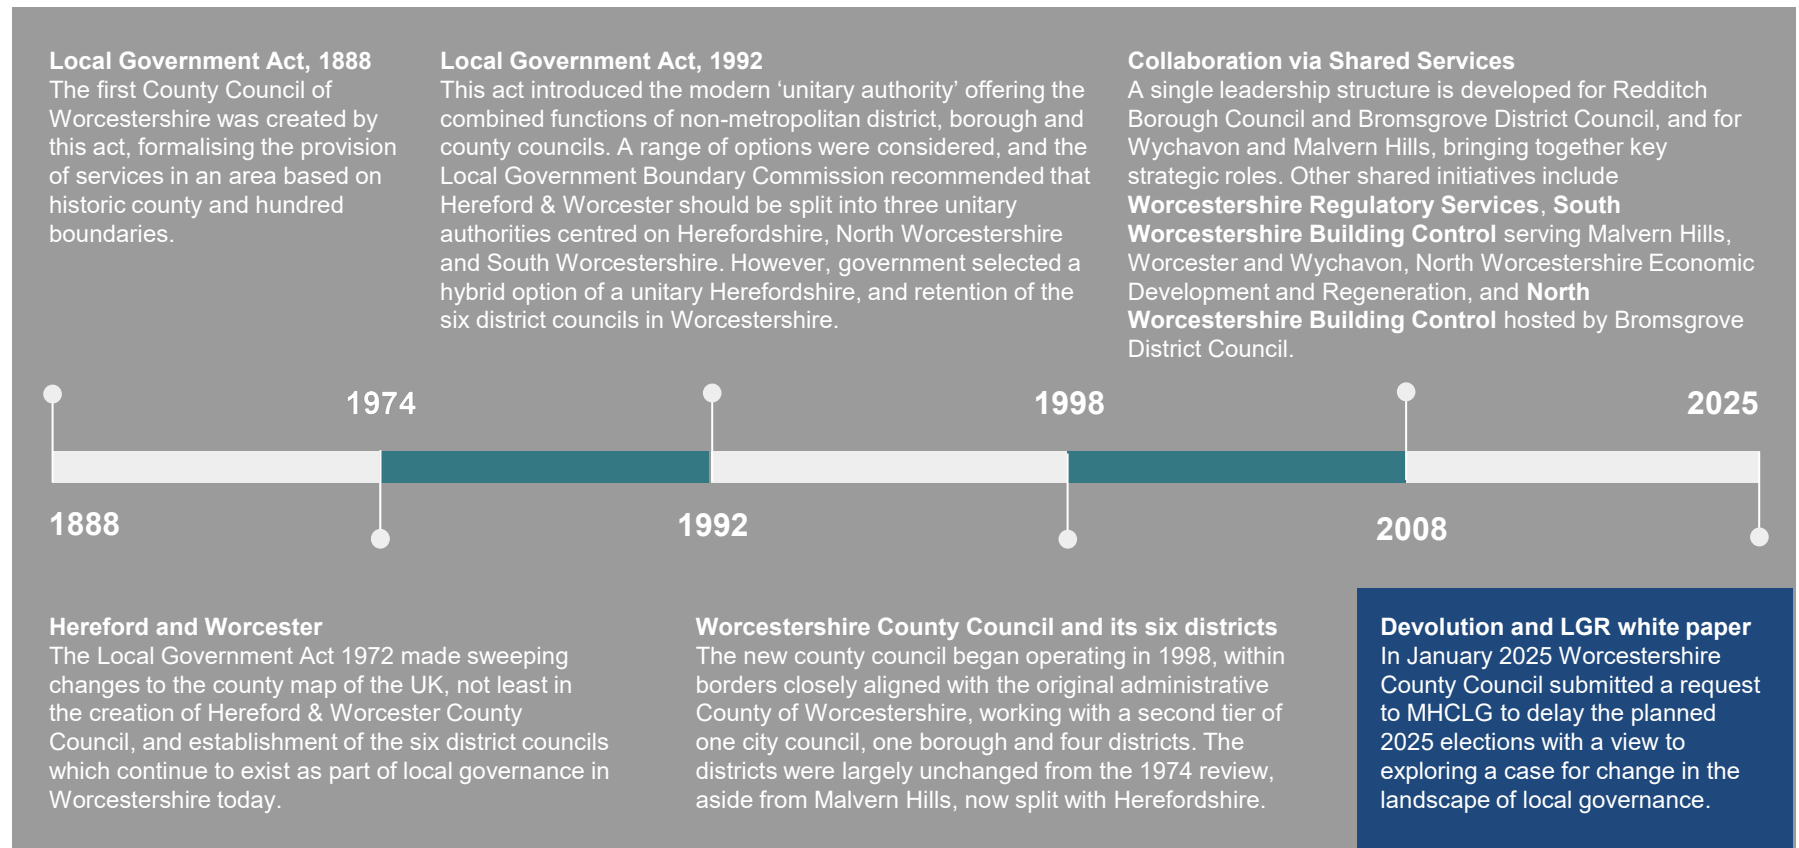 Local Government Act, 1888
The first County Council of
Worcestershire was created by
this act, formalising the provision
of services in an area based on
historic county and hundred
boundaries.
Local Government Act, 1992
This act introduced the modern ‘unitary authority’ offering the
combined functions of non-metropolitan district, borough and
county councils. A range of options were considered, and the
Local Government Boundary Commission recommended that
Hereford & Worcester should be split into three unitary
authorities centred on Herefordshire, North Worcestershire
and South Worcestershire. However, government selected a
hybrid option of a unitary Herefordshire, and retention of the
six district councils in Worcestershire.
Collaboration via Shared Services
A single leadership structure is developed for Redditch
Borough Council and Bromsgrove District Council, and for
Wychavon and Malvern Hills, bringing together key
strategic roles. Other shared initiatives include
Worcestershire Regulatory Services, South
Worcestershire Building Control serving Malvern Hills,
Worcester and Wychavon, North Worcestershire Economic
Development and Regeneration, and North
Worcestershire Building Control hosted by Bromsgrove
District Council.
1974
1998
2025
1888
1992
2008
Hereford and Worcester
The Local Government Act 1972 made sweeping
changes to the county map of the UK, not least in
the creation of Hereford & Worcester County
Council, and establishment of the six district councils
which continue to exist as part of local governance in
Worcestershire today.
Worcestershire County Council and its six districts
The new county council began operating in 1998, within
borders closely aligned with the original administrative
County of Worcestershire, working with a second tier of
one city council, one borough and four districts. The
districts were largely unchanged from the 1974 review,
aside from Malvern Hills, now split with Herefordshire.
Devolution and LGR white paper
In January 2025 Worcestershire
County Council submitted a request
to MHCLG to delay the planned
2025 elections with a view to
exploring a case for change in the
landscape of local governance.